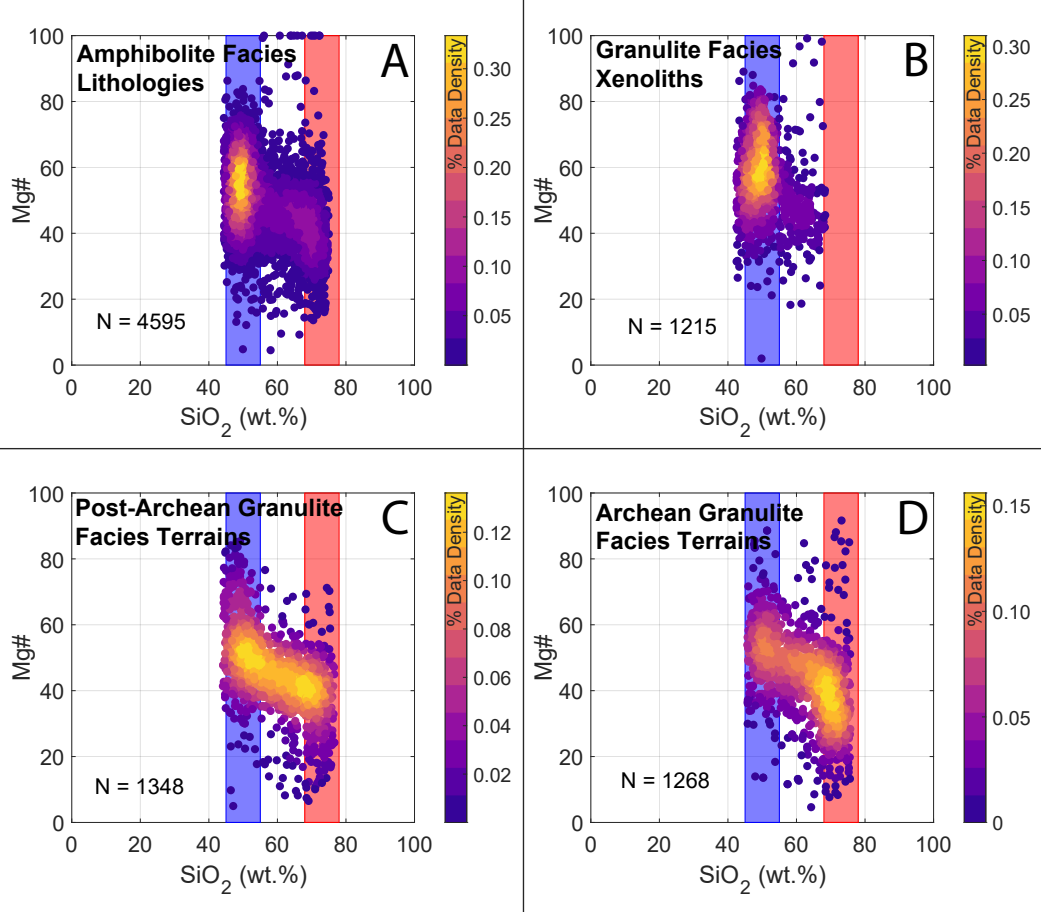 Amphibolite Facies
Lithologies
A
100
80
60
40
20
0
Mg#
N = 4595
0
20
40
60
80
100
SiO2 (wt.%)
% Data Density
0.30
0.25
0.20
0.15
0.10
0.05
Granulite Facies
Xenoliths
B
100
80
60
40
20
0
Mg#
N = 1215
0
20
40
60
80
100
SiO2 (wt.%)
% Data Density
0.30
0.25
0.20
0.15
0.10
0.05
Post-Archean Granulite
Facies Terrains
C
100
80
60
40
20
0
Mg#
N = 1348
0
20
40
60
80
100
SiO2 (wt.%)
% Data Density
0.12
0.10
0.08
0.06
0.04
0.02
Archean Granulite
Facies Terrains
D
100
80
60
40
20
0
Mg#
N = 1268
0
20
40
60
80
100
SiO2 (wt.%)
% Data Density
0.15
0.10
0.05
0